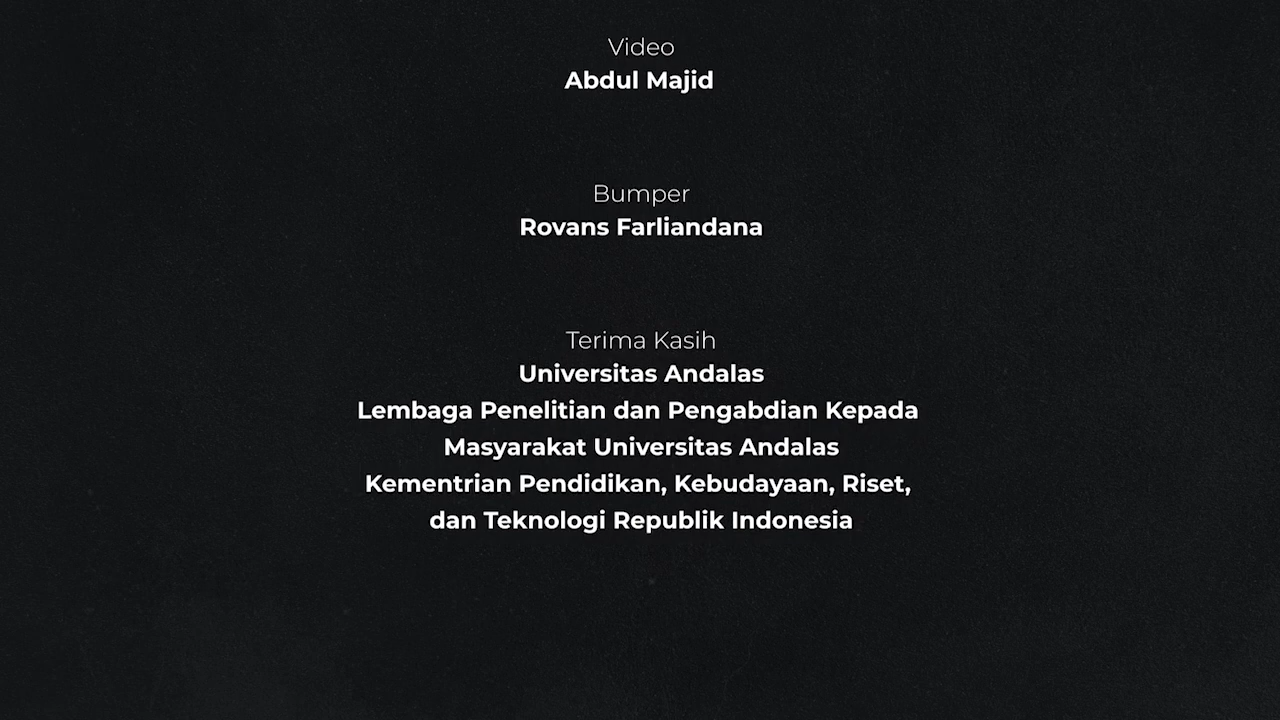 Video
Abdul Majid
Bumper
Rovans Farliandana
Terima Kasih
Universitas Andalas
Lembaga Penelitian dan Pengabdian Kepada
Masyarakat Universitas Andalas
Kementrian Pendidikan, Kebudayaan, Riset,
dan Teknologi Republik Indonesia